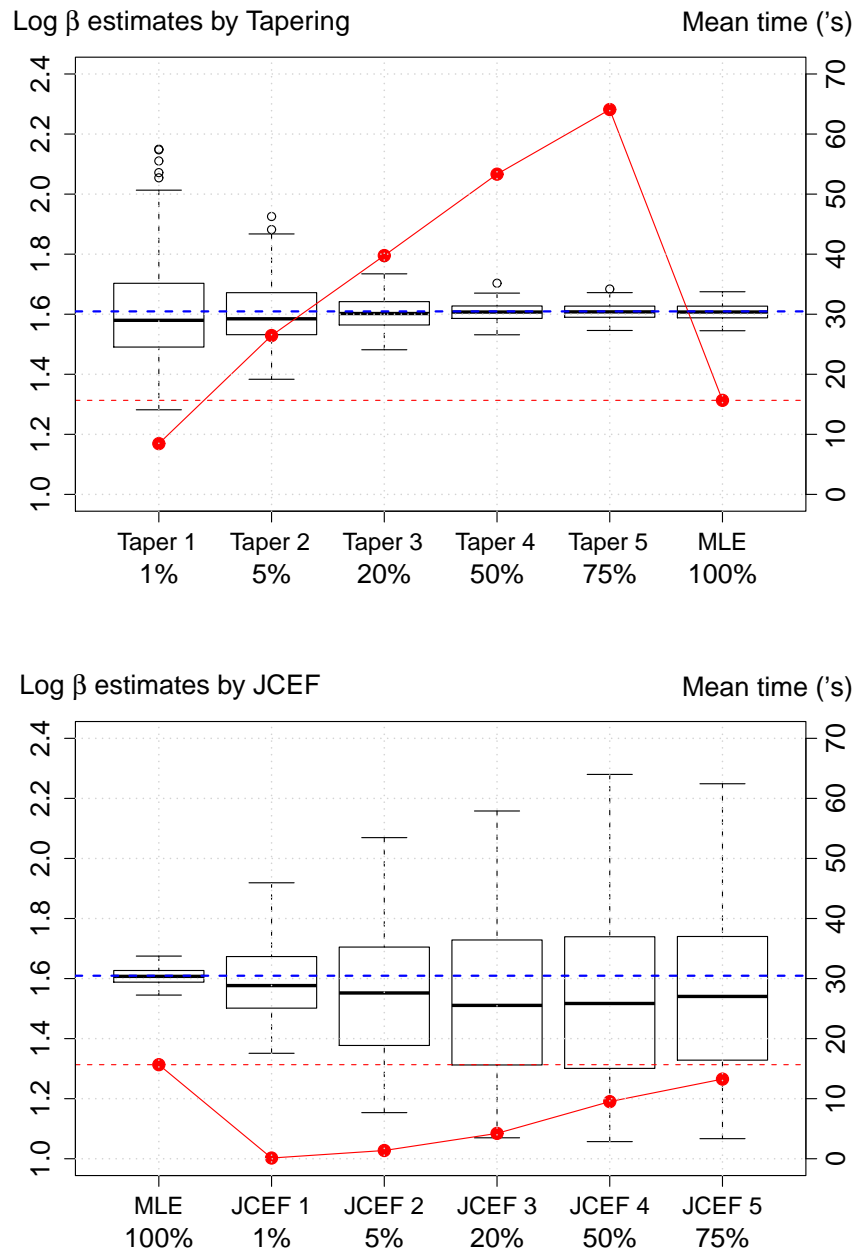 Log β estimates by Tapering Mean time ('s)
2.4 70
2.2 60
2.0 50
1.8 40
1.6 30
1.4 20
1.2 10
1.0 0
Taper 1 Taper 2 Taper 3 Taper 4 Taper 5 MLE
1% 5% 20% 50% 75% 100%
Log β estimates by JCEF Mean time ('s)
2.4 70
2.2 60
2.0 50
1.8 40
1.6 30
1.4 20
1.2 10
1.0 0
MLE JCEF 1 JCEF 2 JCEF 3 JCEF 4 JCEF 5
100% 1% 5% 20% 50% 75%